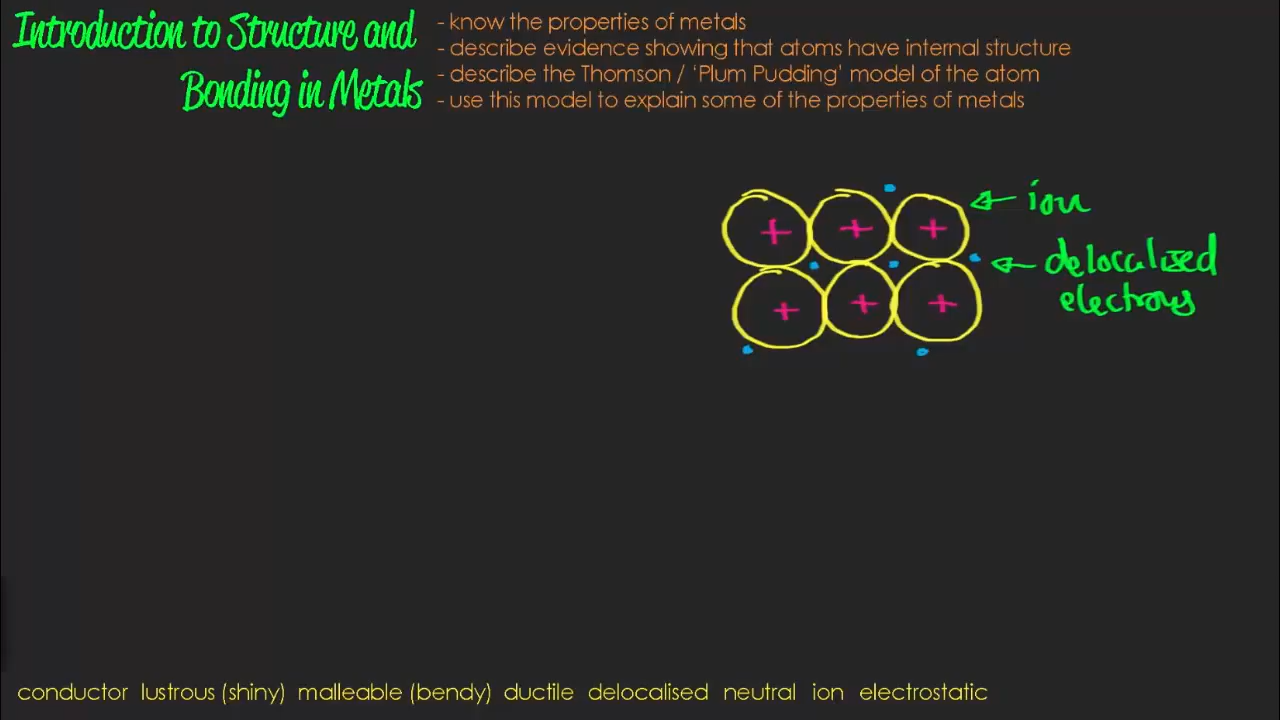 Introduction to Structure and
Bonding in Metals
- know the properties of metals
- describe evidence showing that atoms have internal structure
- describe the Thomson / ‘Plum Pudding’ model of the atom
- use this model to explain some of the properties of metals
+ + +
+ + +
ion
delocalised
electrons
conductor lustrous (shiny) malleable (bendy) ductile delocalised neutral ion electrostatic